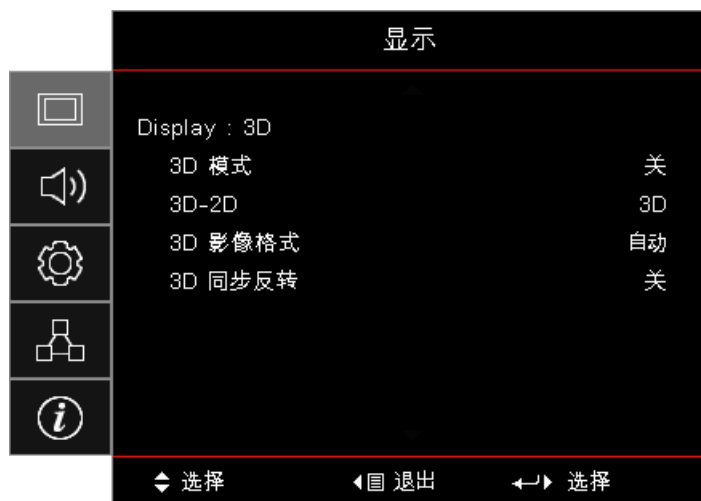 显示
Display : 3D
3D 模式 关
3D-2D 3D
3D 影像格式 自动
3D 同步反转 关
选择 退出 选择